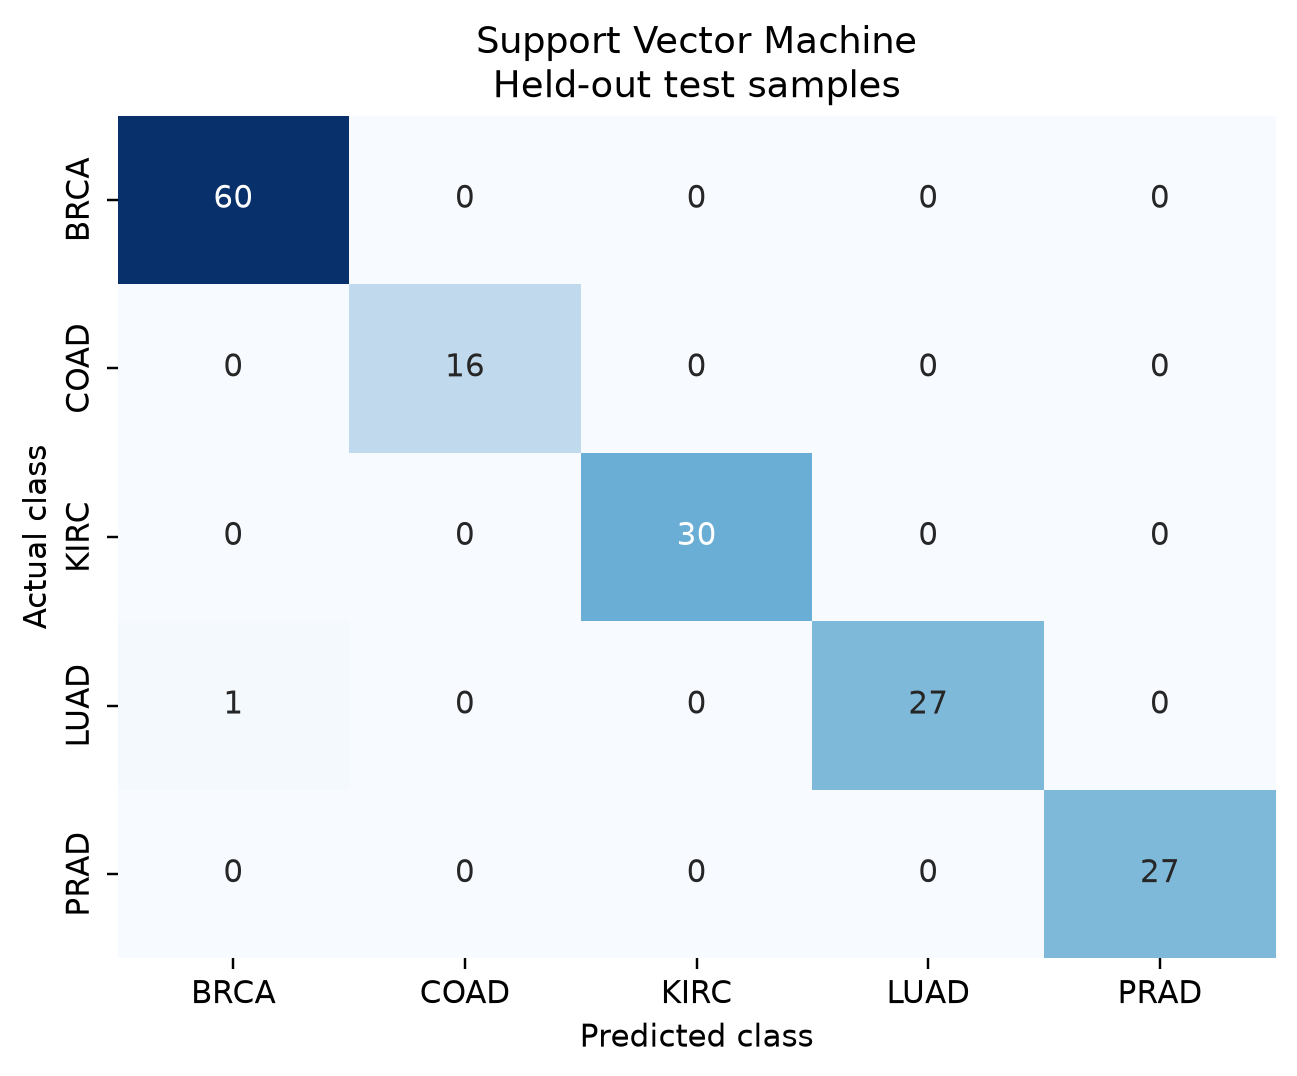 Support Vector Machine
Held-out test samples
Actual class
BRCA 60 0 0 0 0
COAD 0 16 0 0 0
KIRC 0 0 30 0 0
LUAD 1 0 0 27 0
PRAD 0 0 0 0 27
BRCA COAD KIRC LUAD PRAD
Predicted class